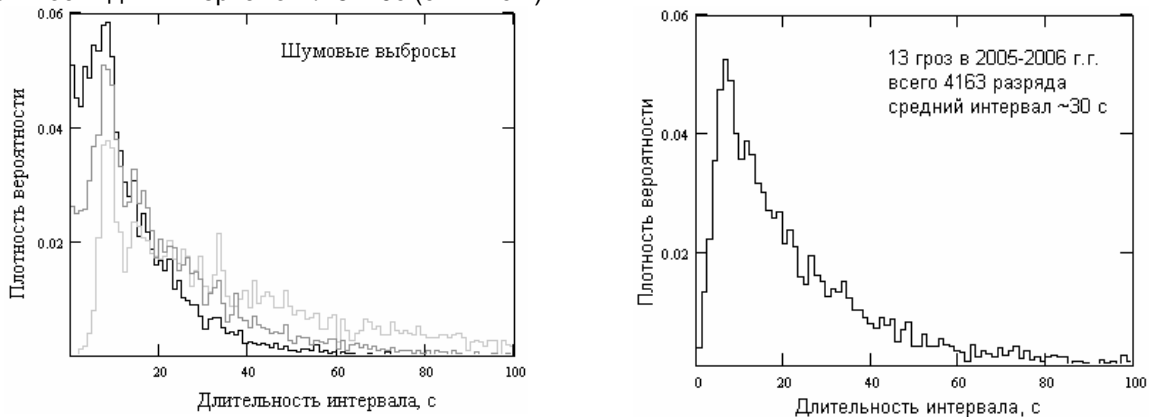 0.06
Шумовые выбросы
0.04
0.02
Плотность вероятности
20
40
60
80
100
Длительность интервала, с
0.06
13 гроз в 2005-2006 г.г.
всего 4163 разряда
средний интервал ~30 с
0.04
0.02
Плотность вероятности
0
20
40
60
80
100
Длительность интервала, с